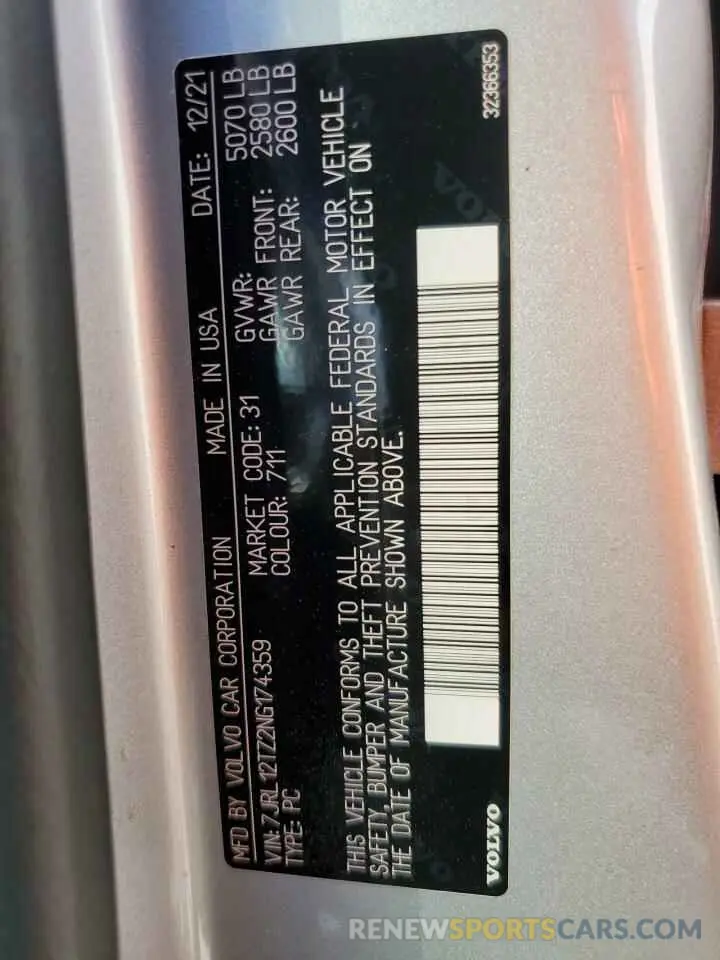 MFD BY VOLVO CAR CORPORATION MADE IN USA DATE: 12/21
VIN: 7JRL12TZ2NG174359 MARKET CODE: 31 GVWR: 5070 LB
TYPE: PC COLOUR: 711 GAWR FRONT: 2580 LB
GAWR REAR: 2600 LB
THIS VEHICLE CONFORMS TO ALL APPLICABLE FEDERAL MOTOR VEHICLE
SAFETY, BUMPER AND THEFT PREVENTION STANDARDS IN EFFECT ON
THE DATE OF MANUFACTURE SHOWN ABOVE.
VOLVO 32366353
RENEWSPORTSCARS.COM